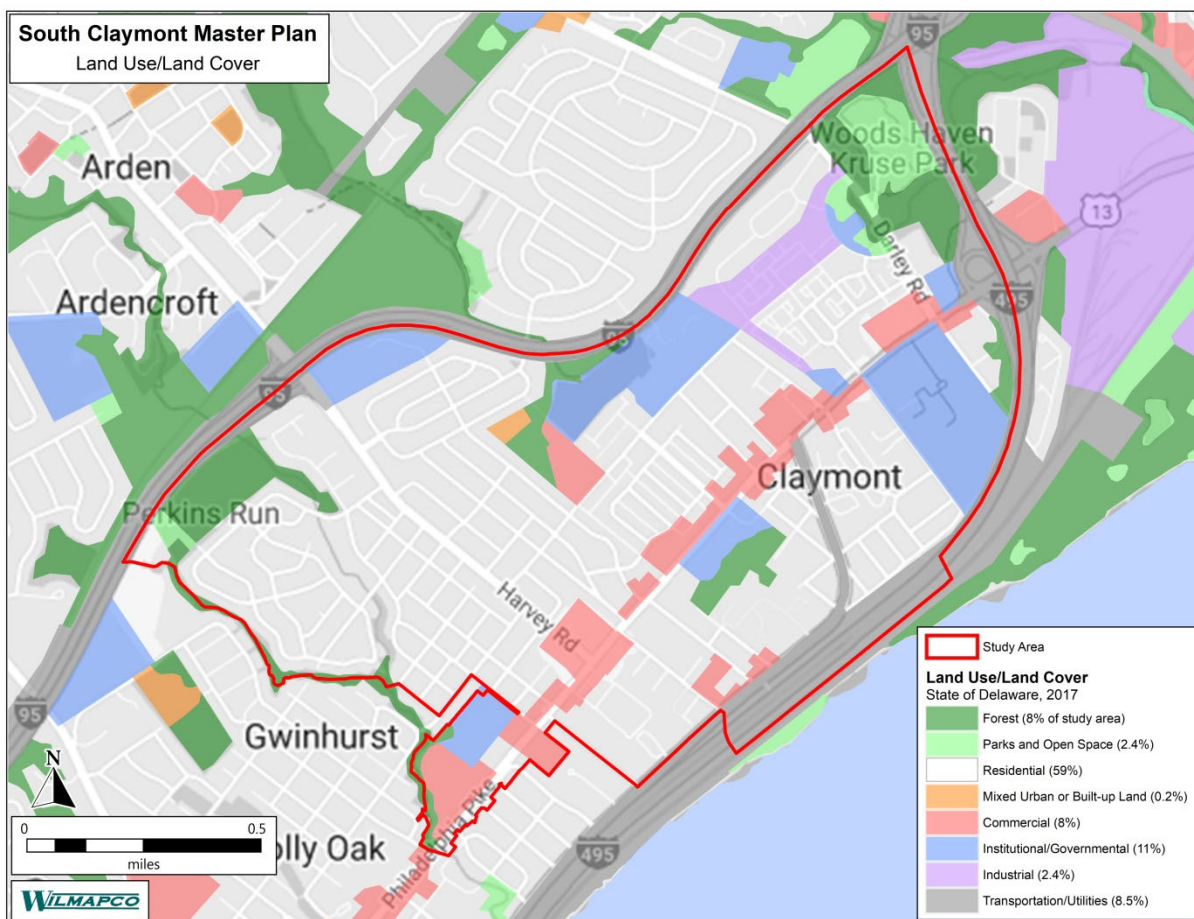 South Claymont Master Plan
Land Use/Land Cover
95
Woods Haven
Kruse Park
Arden
13
Darley Rd
Ardencroft
495
95
95
Claymont
Perkins Run
Harvey Rd
Gwinhurst
95
Philadelphia Pike
olly Oak
495
N
0 0.5
miles
WILMAPCO
Study Area
Land Use/Land Cover
State of Delaware, 2017
Forest (8% of study area)
Parks and Open Space (2.4%)
Residential (59%)
Mixed Urban or Built-up Land (0.2%)
Commercial (8%)
Institutional/Governmental (11%)
Industrial (2.4%)
Transportation/Utilities (8.5%)